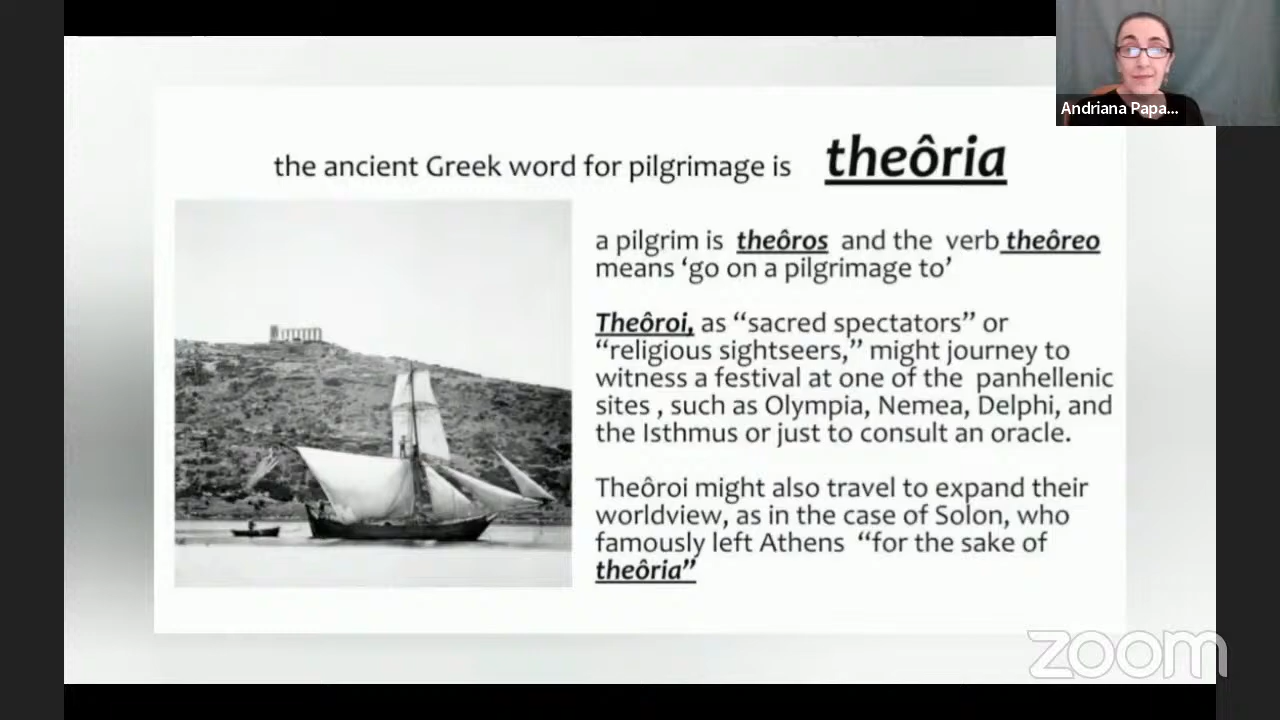 Andriana Papa...
the ancient Greek word for pilgrimage is theôria
a pilgrim is theôros and the verb theôreo
means ‘go on a pilgrimage to’
Theôroi, as “sacred spectators” or
“religious sightseers,” might journey to
witness a festival at one of the panhellenic
sites , such as Olympia, Nemea, Delphi, and
the Isthmus or just to consult an oracle.
Theôroi might also travel to expand their
worldview, as in the case of Solon, who
famously left Athens “for the sake of
theôria”
zoom